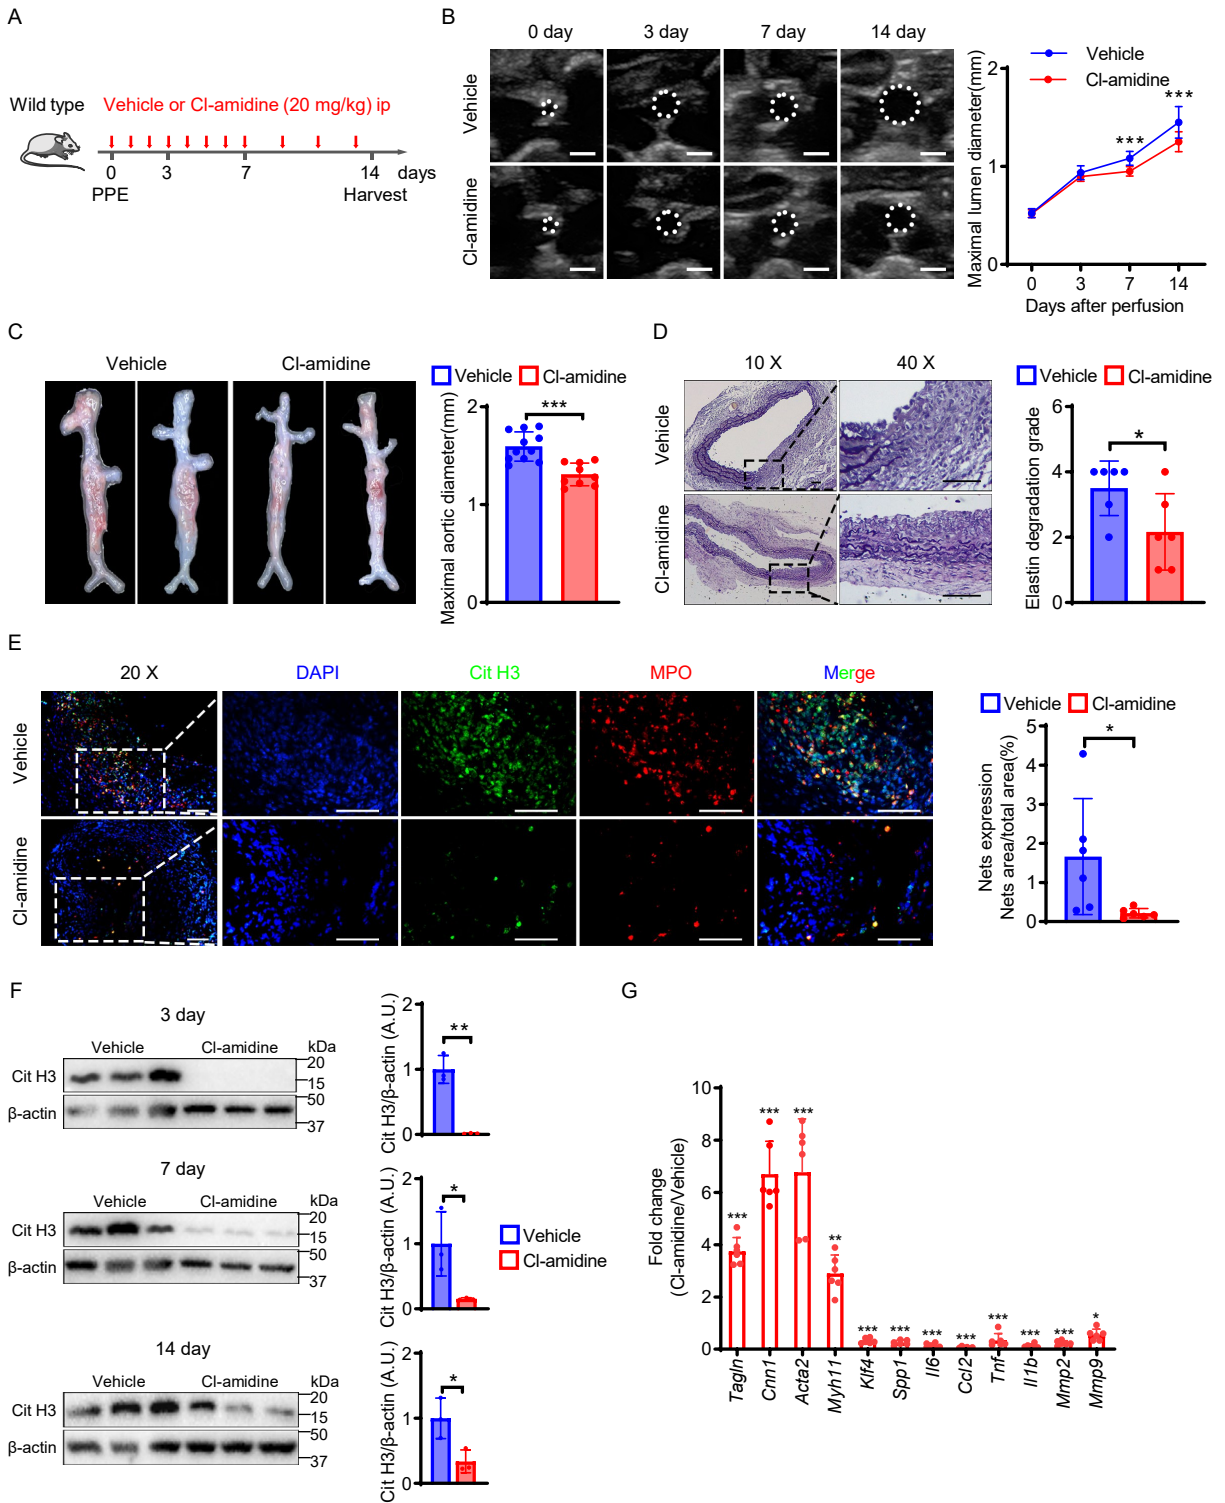 A
Wild type
Vehicle or Cl-amidine (20 mg/kg) ip
0 3 7 14 days
PPE Harvest
B
0 day 3 day 7 day 14 day
Vehicle
Cl-amidine
Vehicle
Cl-amidine
Maximal lumen diameter(mm)
2
1
0
***
***
0 3 7 14
Days after perfusion
C
Vehicle Cl-amidine
Vehicle Cl-amidine
Maximal aortic diameter(mm)
2
1
0
***
D
10 X 40 X
Vehicle
Cl-amidine
Vehicle Cl-amidine
Elastin degradation grade
6
4
2
0
*
E
20 X DAPI Cit H3 MPO Merge
Vehicle
Cl-amidine
Vehicle Cl-amidine
Nets expression
Nets area/total area(%)
5
4
3
2
1
0
*
F
3 day
Vehicle Cl-amidine kDa
Cit H3
20
15
β-actin
50
37
Cit H3/β-actin (A.U.)
2
1
0
**
7 day
Vehicle Cl-amidine kDa
Cit H3
20
15
β-actin
50
37
Cit H3/β-actin (A.U.)
2
1
0
*
Vehicle
Cl-amidine
14 day
Vehicle Cl-amidine kDa
Cit H3
20
15
β-actin
50
37
Cit H3/β-actin (A.U.)
2
1
0
*
G
Fold change
(Cl-amidine/Vehicle)
10
8
6
4
2
0
*** *** *** ** *** *** *** *** *** *** *** *
Tagln Cnn1 Acta2 Myh11 Klf4 Spp1 Il6 Ccl2 Tnf Il1b Mmp2 Mmp9